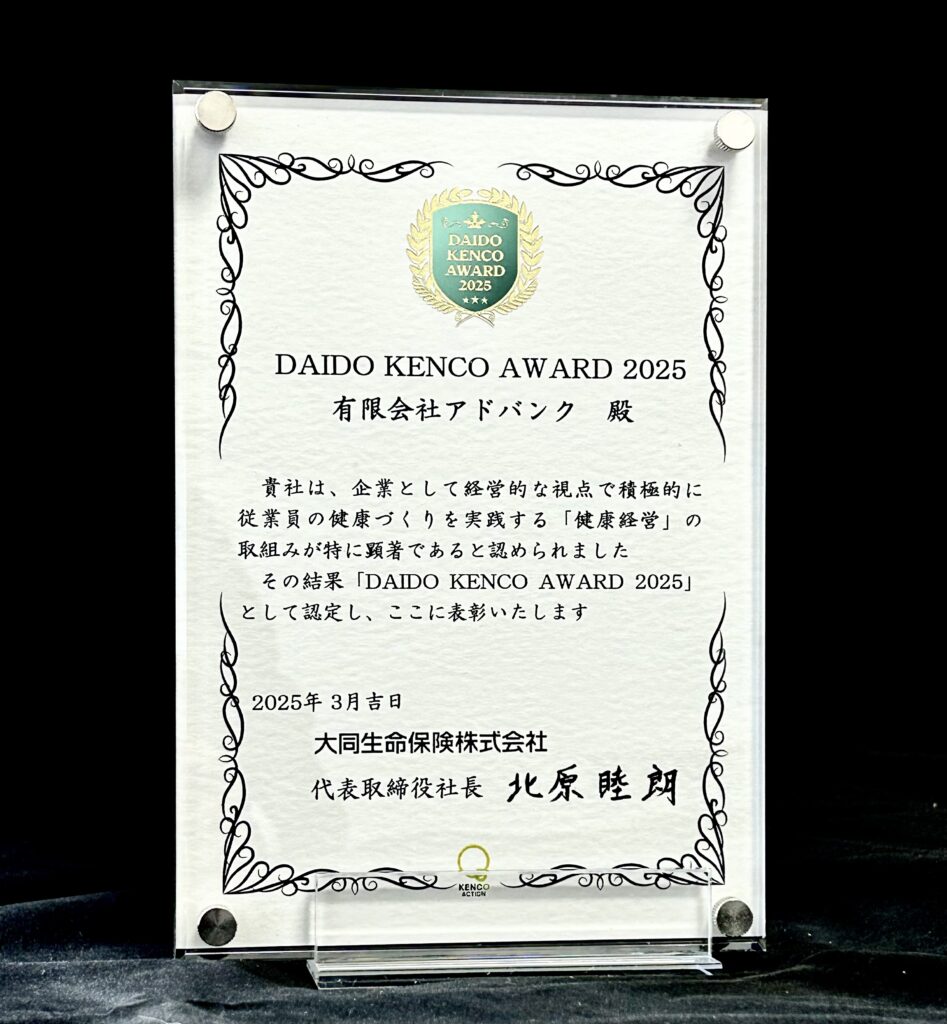 DAIDO
KENCO
AWARD
2025
DAIDO KENCO AWARD 2025
有限会社アドバンク 殿
貴社は、企業として経営的な視点で積極的に
従業員の健康づくりを実践する「健康経営」の
取組みが特に顕著であると認められました
その結果「DAIDO KENCO AWARD 2025」
として認定し、ここに表彰いたします
2025年 3月吉日
大同生命保険株式会社
代表取締役社長 北原睦朗
KENCO
ACTION